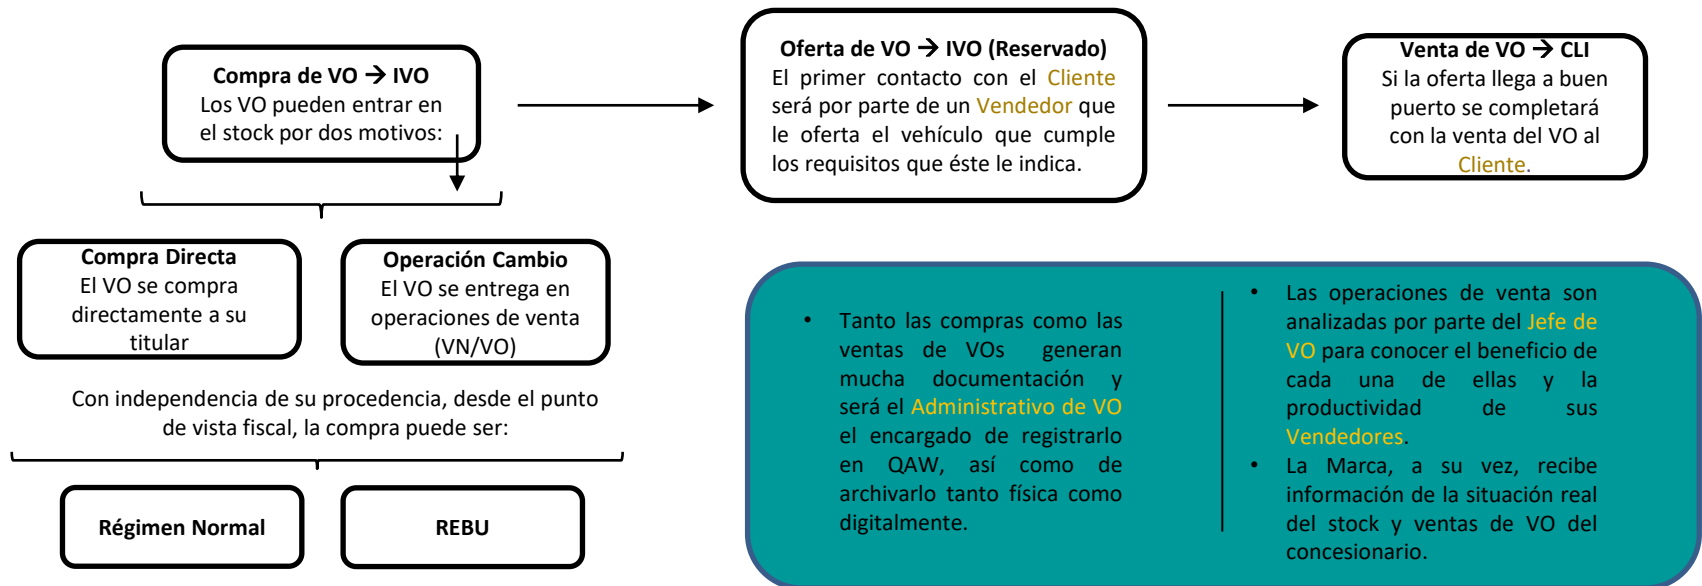 Compra de VO → IVO
Los VO pueden entrar en
el stock por dos motivos:
Oferta de VO → IVO (Reservado)
El primer contacto con el Cliente
será por parte de un Vendedor que
le oferta el vehículo que cumple
los requisitos que éste le indica.
Venta de VO → CLI
Si la oferta llega a buen
puerto se completará
con la venta del VO al
Cliente.
Compra Directa
El VO se compra
directamente a su
titular
Operación Cambio
El VO se entrega en
operaciones de venta
(VN/VO)
Con independencia de su procedencia, desde el punto
de vista fiscal, la compra puede ser:
Régimen Normal
REBU
• Tanto las compras como las
ventas de VOs generan
mucha documentación y
será el Administrativo de VO
el encargado de registrarlo
en QAW, así como de
archivarlo tanto física como
digitalmente.
• Las operaciones de venta son
analizadas por parte del Jefe de
VO para conocer el beneficio de
cada una de ellas y la
productividad de sus
Vendedores.
• La Marca, a su vez, recibe
información de la situación real
del stock y ventas de VO del
concesionario.